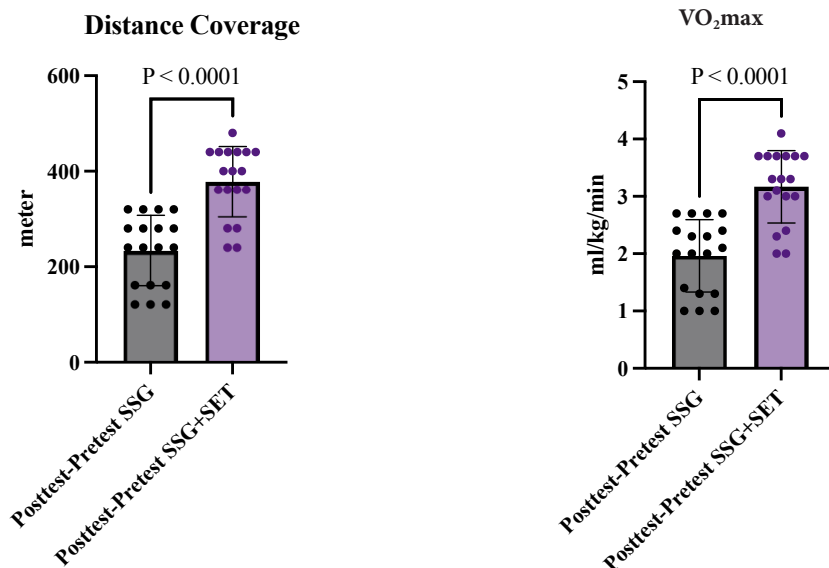 Distance Coverage
P < 0.0001
600
400
200
0
meter
Posttest-Pretest SSG
Posttest-Pretest SSG+SET
VO₂max
P < 0.0001
5
4
3
2
1
0
ml/kg/min
Posttest-Pretest SSG
Posttest-Pretest SSG+SET